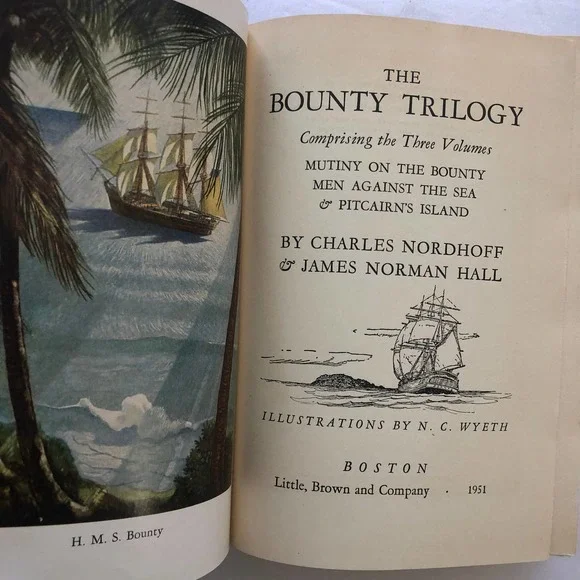 H. M. S. Bounty
THE
BOUNTY TRILOGY
Comprising the Three Volumes
MUTINY ON THE BOUNTY
MEN AGAINST THE SEA
& PITCAIRN'S ISLAND
BY CHARLES NORDHOFF
& JAMES NORMAN HALL
ILLUSTRATIONS BY N. C. WYETH
BOSTON
Little, Brown and Company · 1951